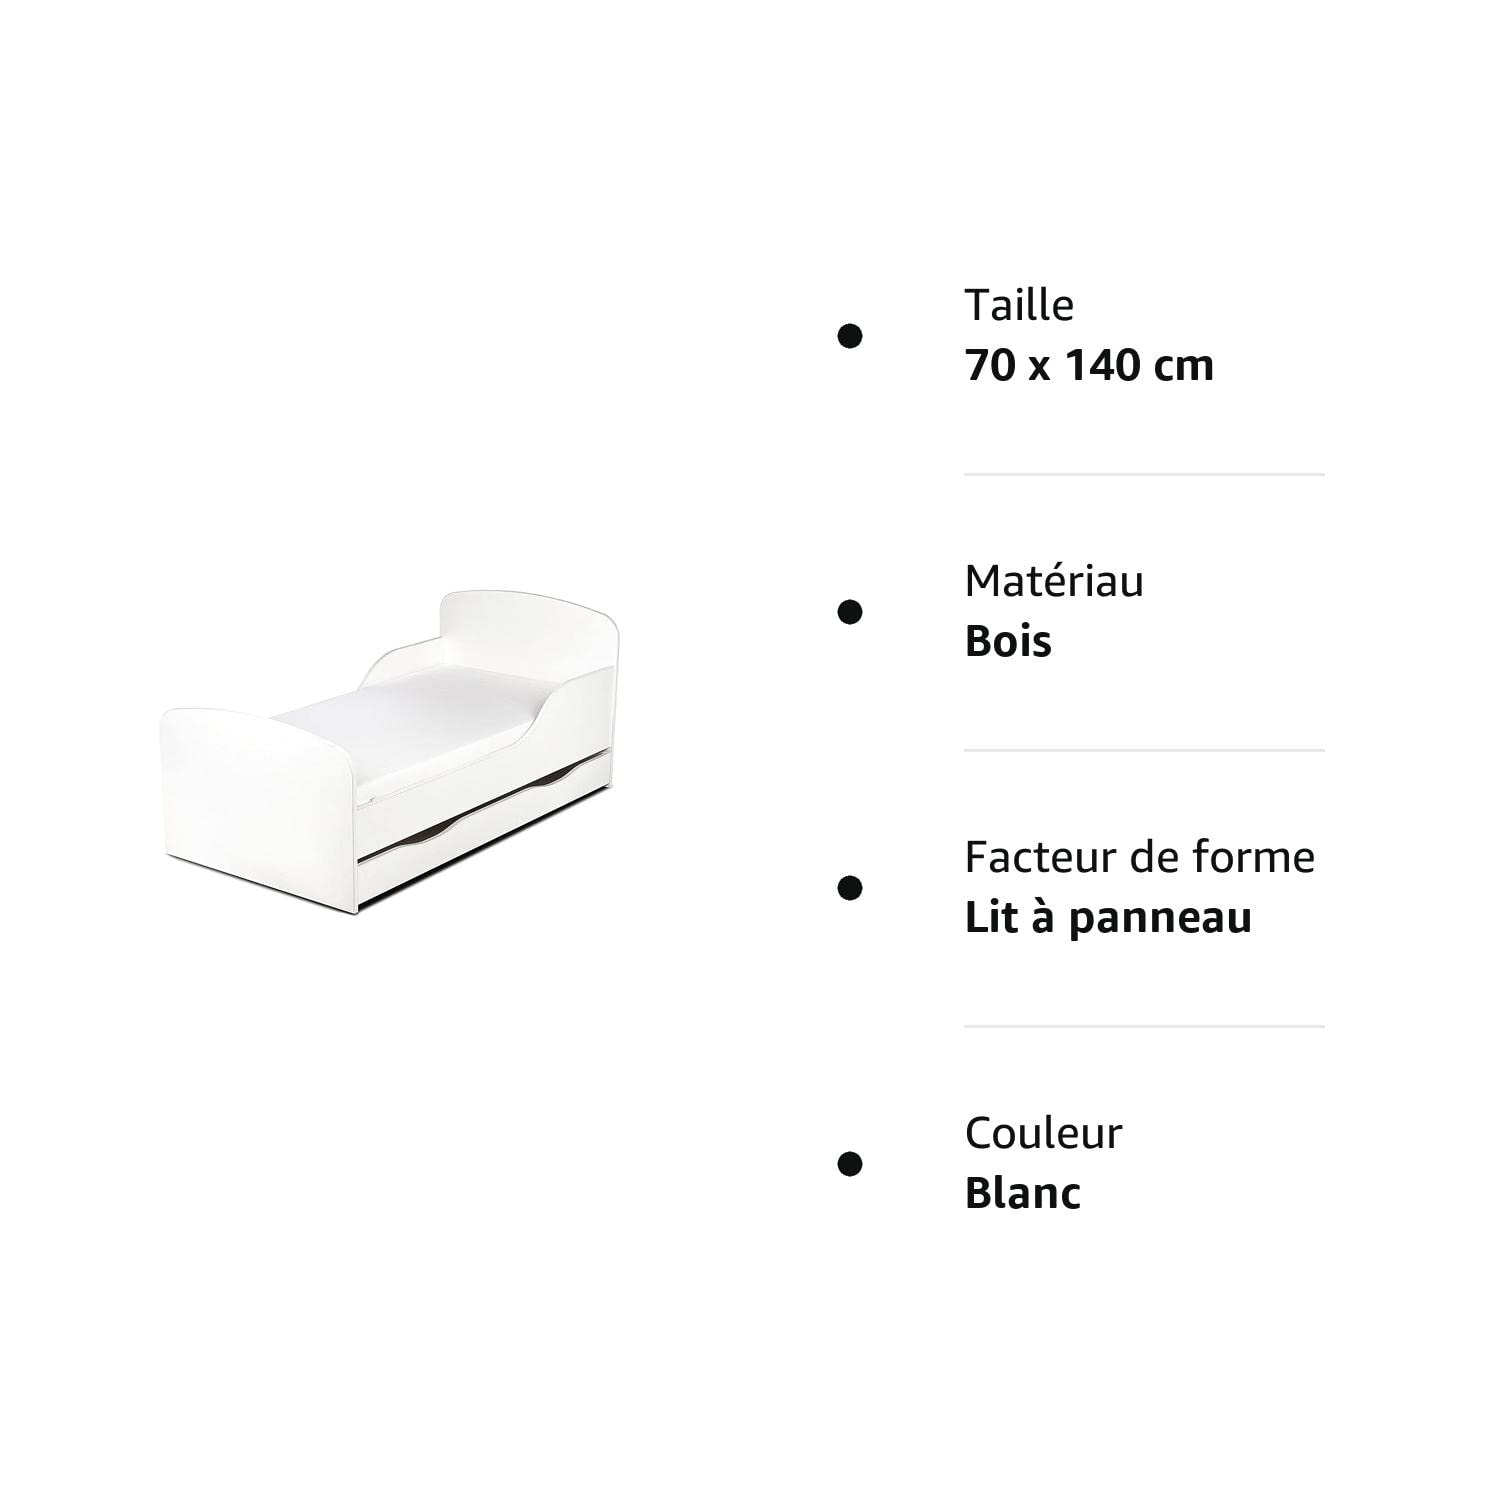 Taille
70 x 140 cm
Matériau
Bois
Facteur de forme
Lit à panneau
Couleur
Blanc